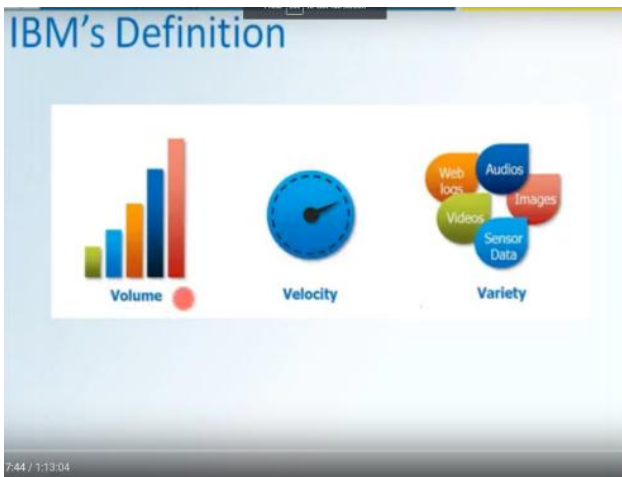 IBM's Definition
Web
logs
Audios
Images
Videos
Sensor
Data
Volume
Velocity
Variety
7:44 / 1:13:04